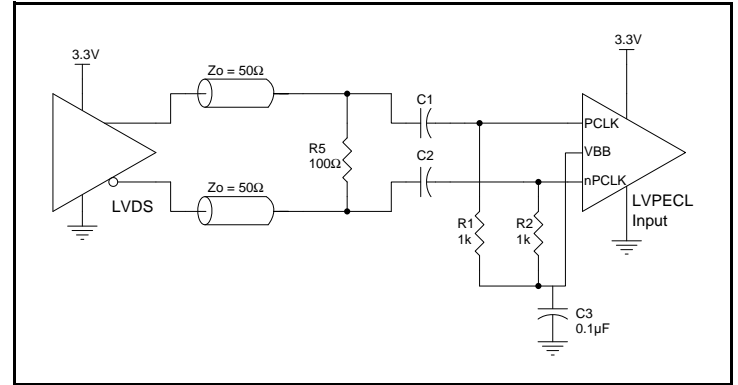 3.3V
3.3V
Zo = 50Ω
C1
PCLK
R5
100Ω
VBB
C2
nPCLK
Zo = 50Ω
LVDS
LVPECL
Input
R1
1k
R2
1k
C3
0.1µF